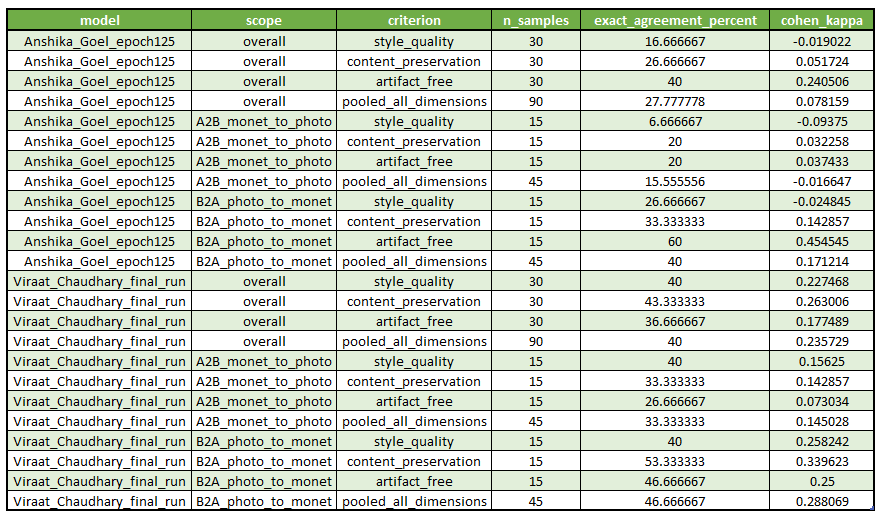 model scope criterion n_samples exact_agreement_percent cohen_kappa
Anshika_Goel_epoch125 overall style_quality 30 16.666667 -0.019022
Anshika_Goel_epoch125 overall content_preservation 30 26.666667 0.051724
Anshika_Goel_epoch125 overall artifact_free 30 40 0.240506
Anshika_Goel_epoch125 overall pooled_all_dimensions 90 27.777778 0.078159
Anshika_Goel_epoch125 A2B_monet_to_photo style_quality 15 6.666667 -0.09375
Anshika_Goel_epoch125 A2B_monet_to_photo content_preservation 15 20 0.032258
Anshika_Goel_epoch125 A2B_monet_to_photo artifact_free 15 20 0.037433
Anshika_Goel_epoch125 A2B_monet_to_photo pooled_all_dimensions 45 15.555556 -0.016647
Anshika_Goel_epoch125 B2A_photo_to_monet style_quality 15 26.666667 -0.024845
Anshika_Goel_epoch125 B2A_photo_to_monet content_preservation 15 33.333333 0.142857
Anshika_Goel_epoch125 B2A_photo_to_monet artifact_free 15 60 0.454545
Anshika_Goel_epoch125 B2A_photo_to_monet pooled_all_dimensions 45 40 0.171214
Viraat_Chaudhary_final_run overall style_quality 30 40 0.227468
Viraat_Chaudhary_final_run overall content_preservation 30 43.333333 0.263006
Viraat_Chaudhary_final_run overall artifact_free 30 36.666667 0.177489
Viraat_Chaudhary_final_run overall pooled_all_dimensions 90 40 0.235729
Viraat_Chaudhary_final_run A2B_monet_to_photo style_quality 15 40 0.15625
Viraat_Chaudhary_final_run A2B_monet_to_photo content_preservation 15 33.333333 0.142857
Viraat_Chaudhary_final_run A2B_monet_to_photo artifact_free 15 26.666667 0.073034
Viraat_Chaudhary_final_run A2B_monet_to_photo pooled_all_dimensions 45 33.333333 0.145028
Viraat_Chaudhary_final_run B2A_photo_to_monet style_quality 15 40 0.258242
Viraat_Chaudhary_final_run B2A_photo_to_monet content_preservation 15 53.333333 0.339623
Viraat_Chaudhary_final_run B2A_photo_to_monet artifact_free 15 46.666667 0.25
Viraat_Chaudhary_final_run B2A_photo_to_monet pooled_all_dimensions 45 46.666667 0.288069